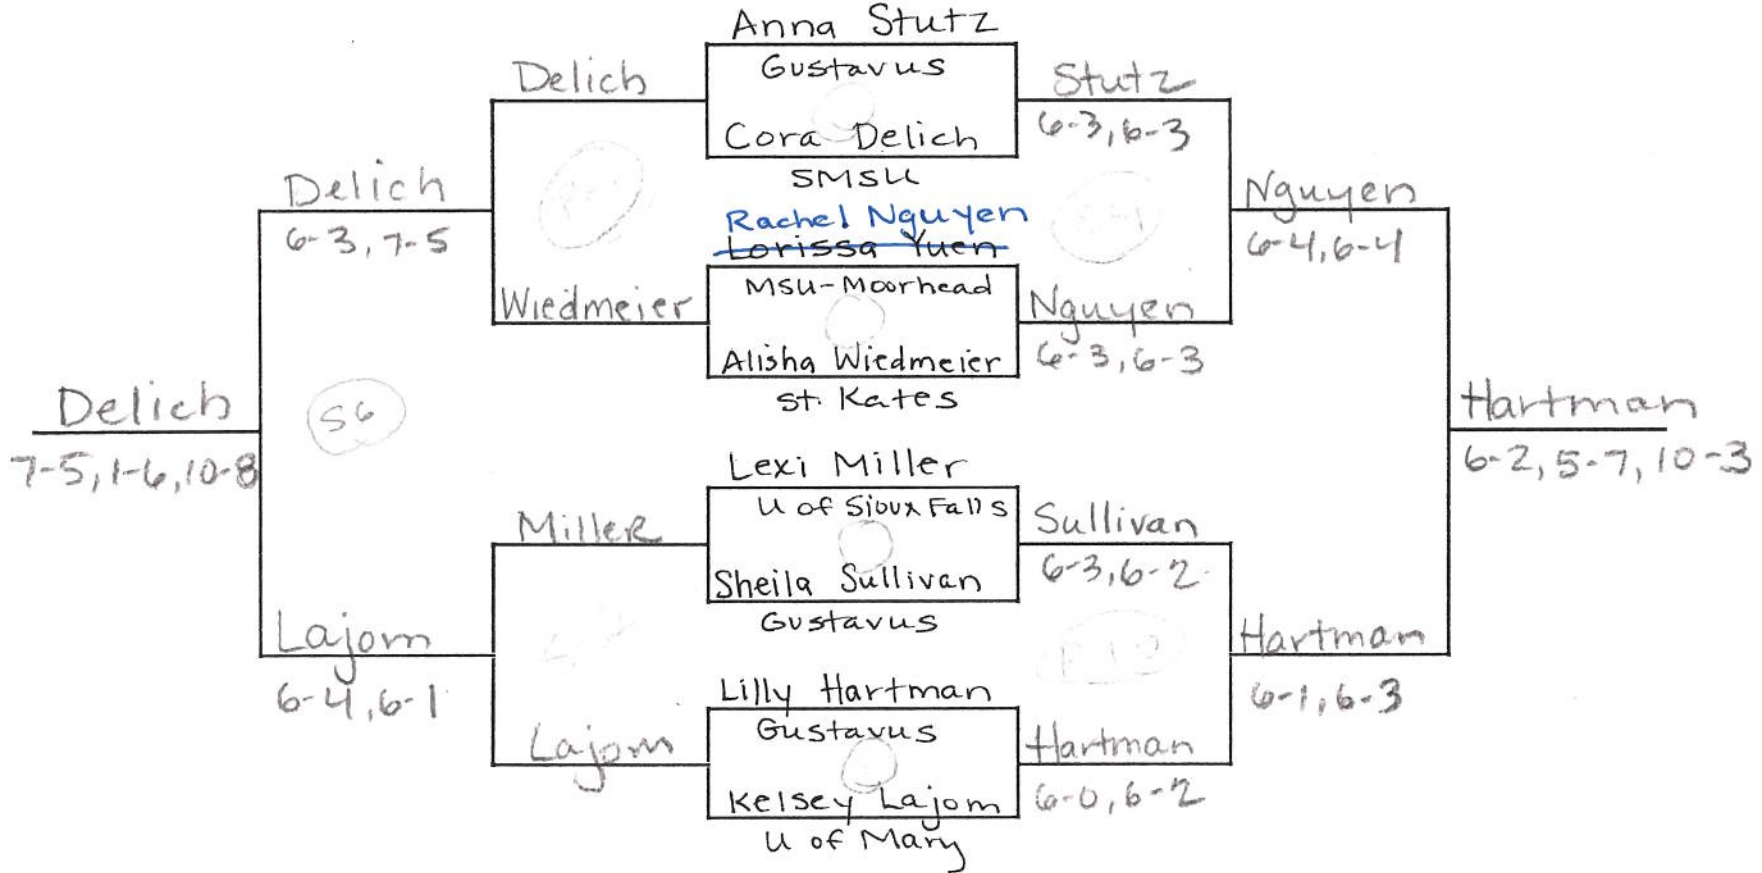 Anna Stutz
Gustavus
Delich
Stutz
6-3, 6-3
Cora Delich
SMSU
Delich
6-3, 7-5
Rachel Nguyen
Lorissa Yuen
Nguyen
6-4, 6-4
MSU-Moorhead
Wiedmeier
Nguyen
6-3, 6-3
Alisha Wiedmeier
St. Kates
Delich
7-5, 1-6, 10-8
S6
Hartman
6-2, 5-7, 10-3
Lexi Miller
U of Sioux Falls
Miller
Sullivan
6-3, 6-2
Sheila Sullivan
Gustavus
Lajom
6-4, 6-1
Hartman
6-1, 6-3
Lilly Hartman
Gustavus
Lajom
Hartman
6-0, 6-2
Kelsey Lajom
U of Mary